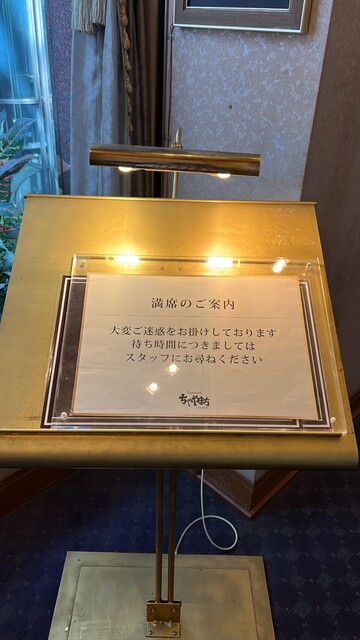 満席のご案内
大変ご迷惑をお掛けしております
待ち時間につきましては
スタッフにお尋ねください